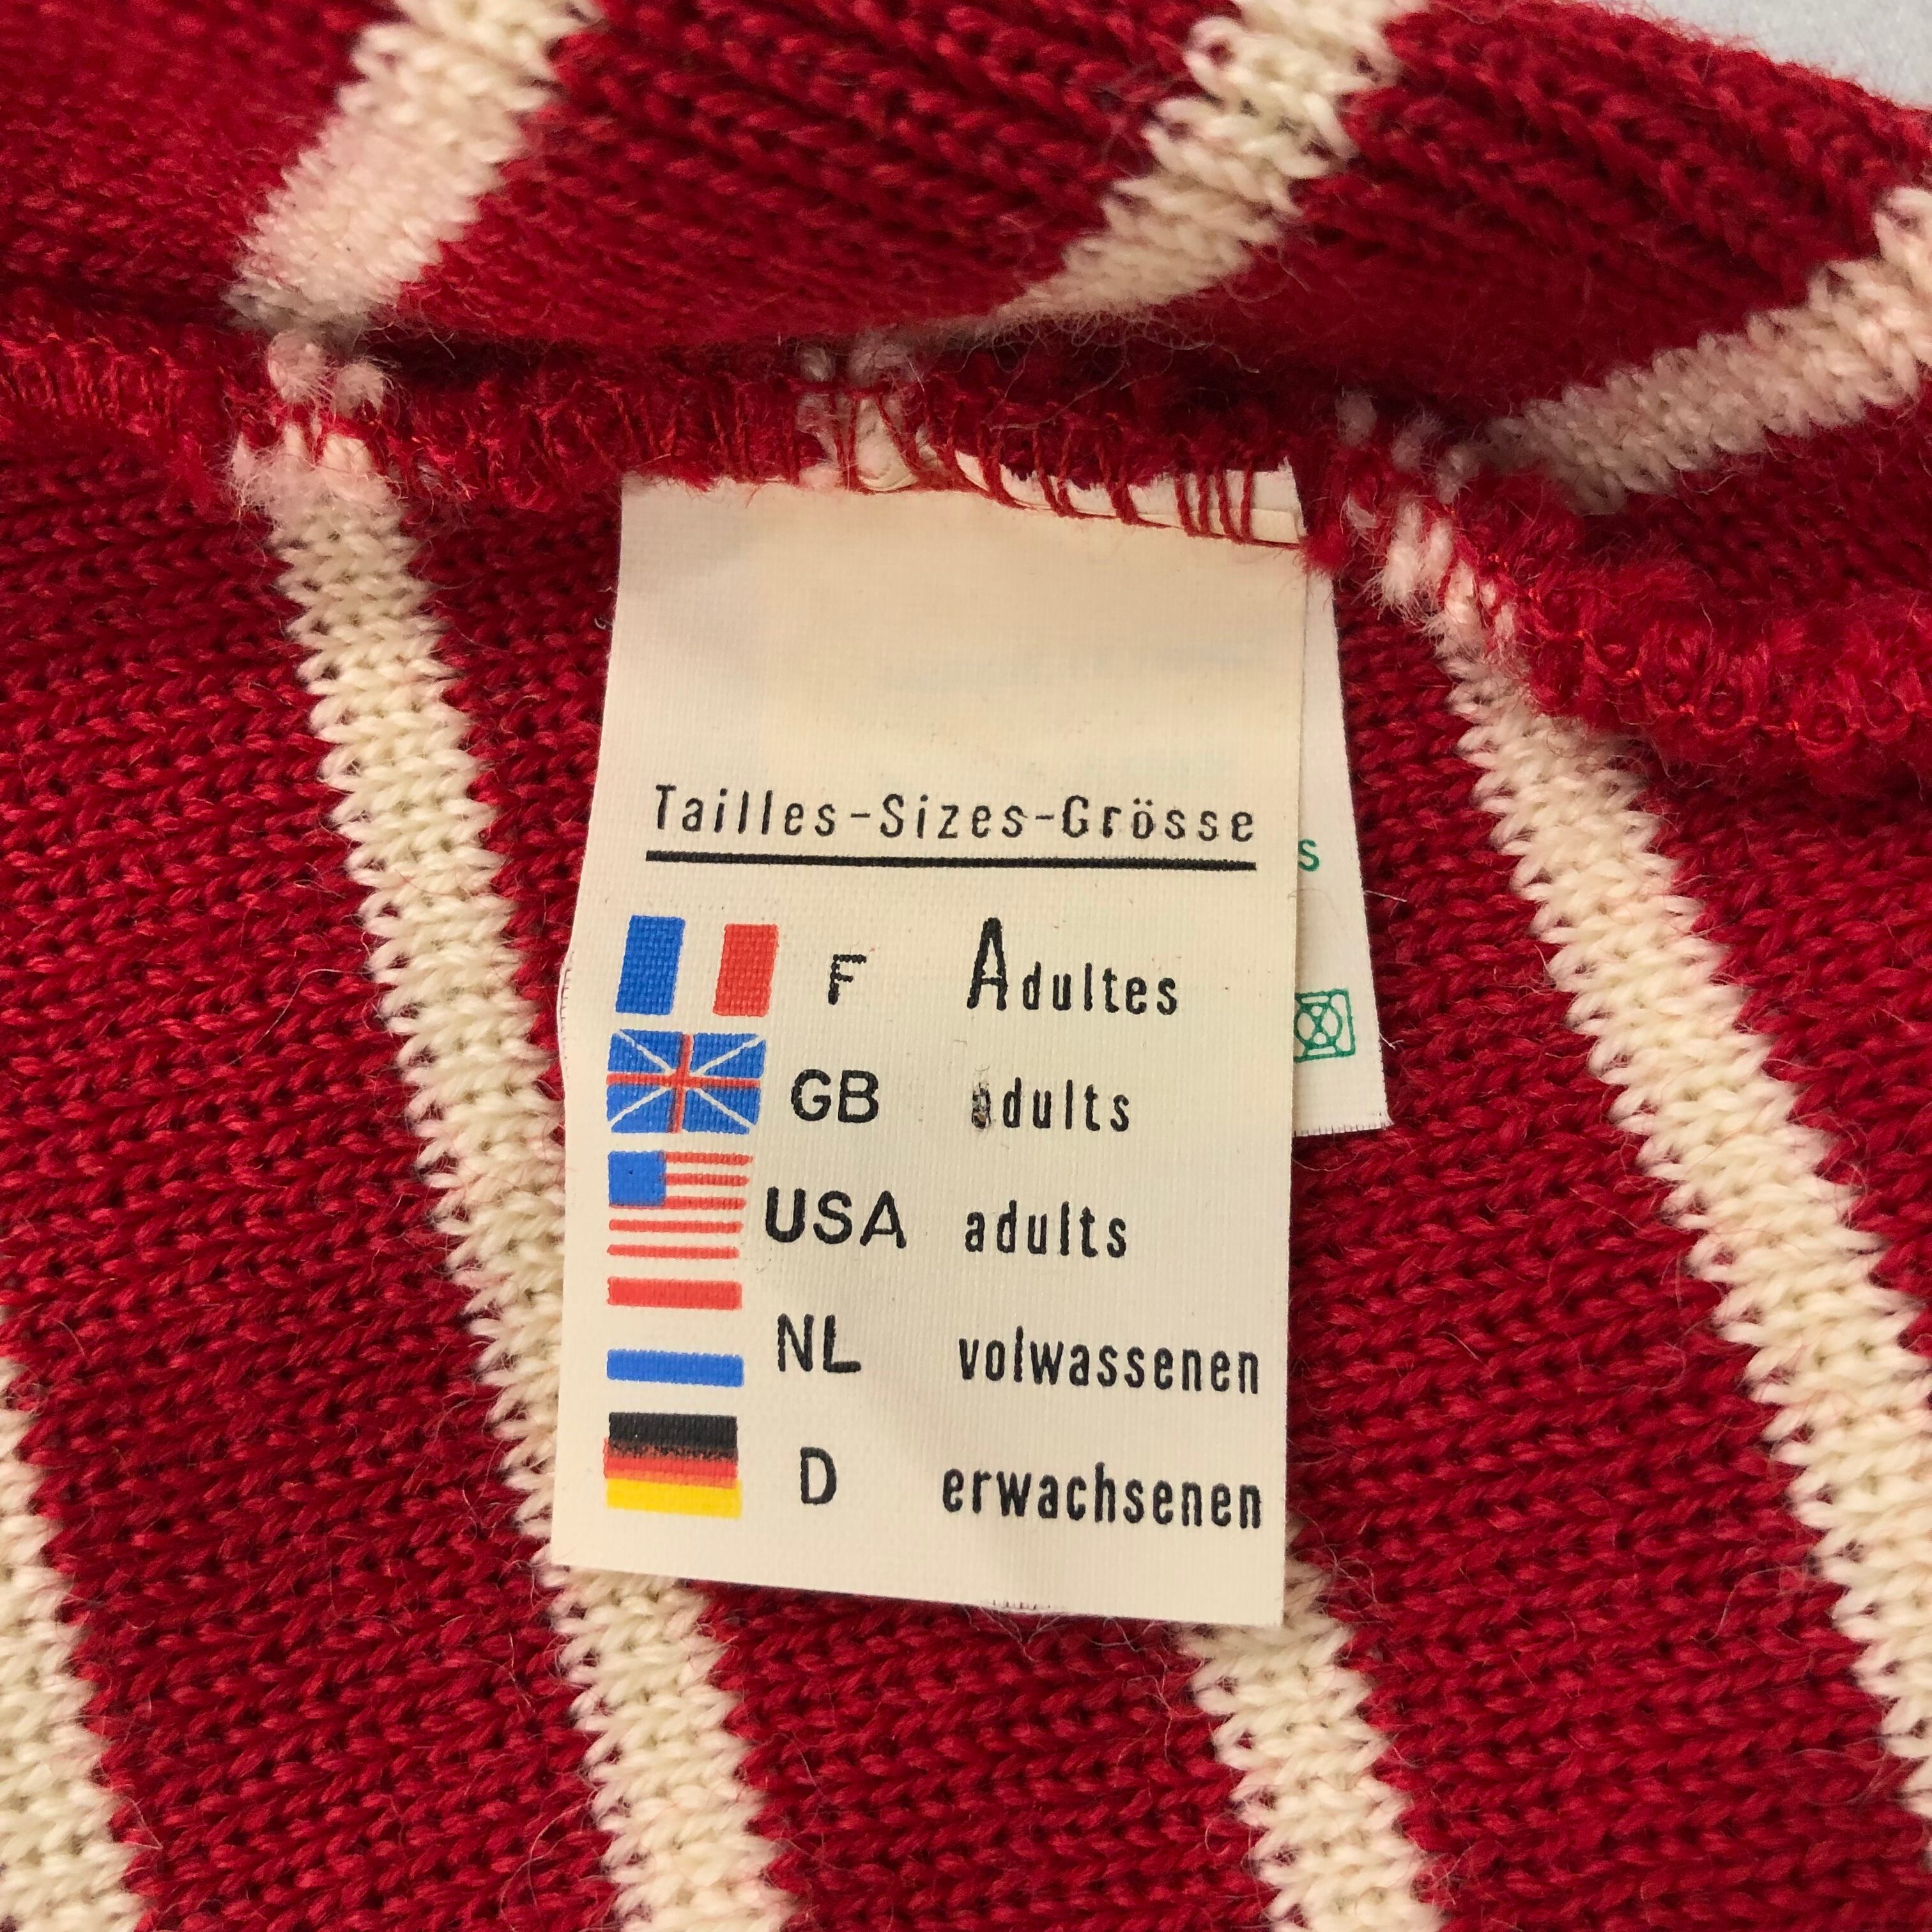 Tailles-Sizes-Grösse
F Adultes
GB adults
USA adults
NL volwassenen
D erwachsenen
s